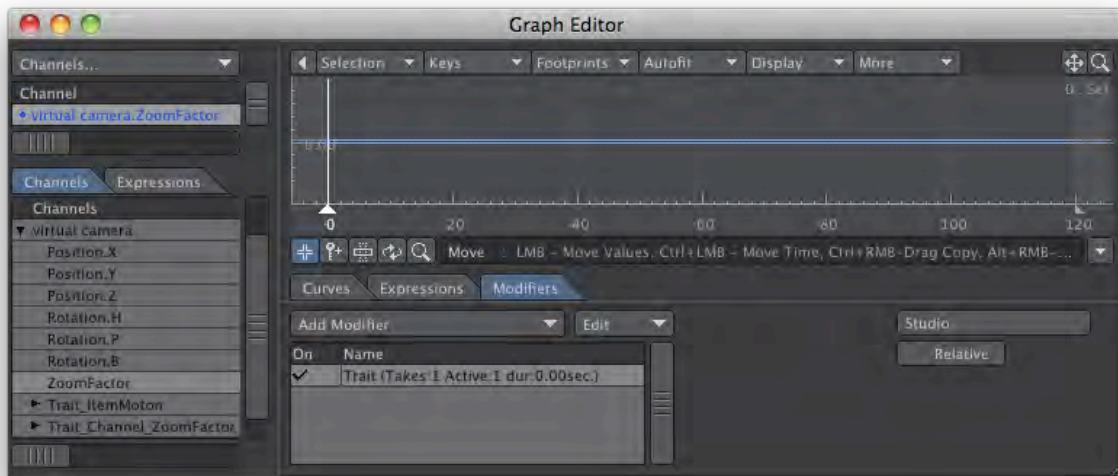 Graph Editor
Channels...
Selection
Keys
Footprints
Autofit
Display
More
Channel
virtual camera.ZoomFactor
Channels
Expressions
Channels
virtual camera
Position.X
Position.Y
Position.Z
Rotation.H
Rotation.P
Rotation.B
ZoomFactor
Trait_ItemMoton
Trait_Channel_ZoomFactor
0
20
40
60
80
100
120
Move : LMB - Move Values, Ctrl+LMB - Move Time, Ctrl+RMB-Drag Copy, Alt+RMB-...
Curves
Expressions
Modifiers
Add Modifier
Edit
Studio
Relative
On
Name
Trait (Takes:1 Active:1 dur:0.00sec.)